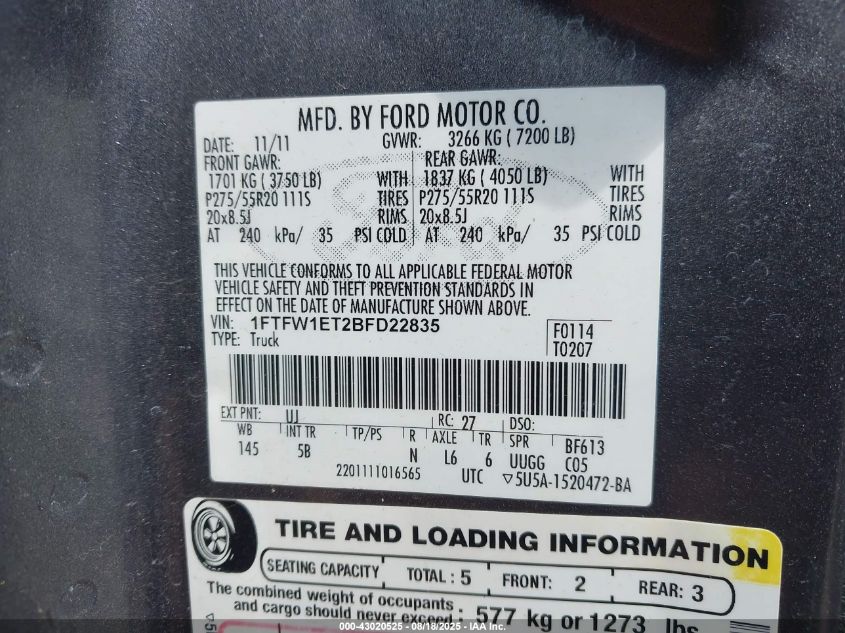 MFD. BY FORD MOTOR CO.
DATE: 11/11 GVWR: 3266 KG ( 7200 LB)
FRONT GAWR: REAR GAWR:
1701 KG ( 3750 LB) WITH 1837 KG ( 4050 LB) WITH
P275/55R20 111S TIRES P275/55R20 111S TIRES
20x8.5J RIMS 20x8.5J RIMS
AT 240 kPa/ 35 PSI COLD AT 240 kPa/ 35 PSI COLD
THIS VEHICLE CONFORMS TO ALL APPLICABLE FEDERAL MOTOR
VEHICLE SAFETY AND THEFT PREVENTION STANDARDS IN
EFFECT ON THE DATE OF MANUFACTURE SHOWN ABOVE.
VIN: 1FTFW1ET2BFD22835 F0114
TYPE: Truck T0207
EXT PNT: UJ RC: 27 DSO:
WB INT TR TP/PS R AXLE TR SPR BF613
145 5B N L6 6 UUGG C05
2201111016565 UTC ▽5U5A-1520472-BA
TIRE AND LOADING INFORMATION
SEATING CAPACITY TOTAL : 5 FRONT: 2 REAR: 3
The combined weight of occupants
and cargo should never exceed : 577 kg or 1273 lbs
000-43020525 - 08/18/2025 - IAA Inc.